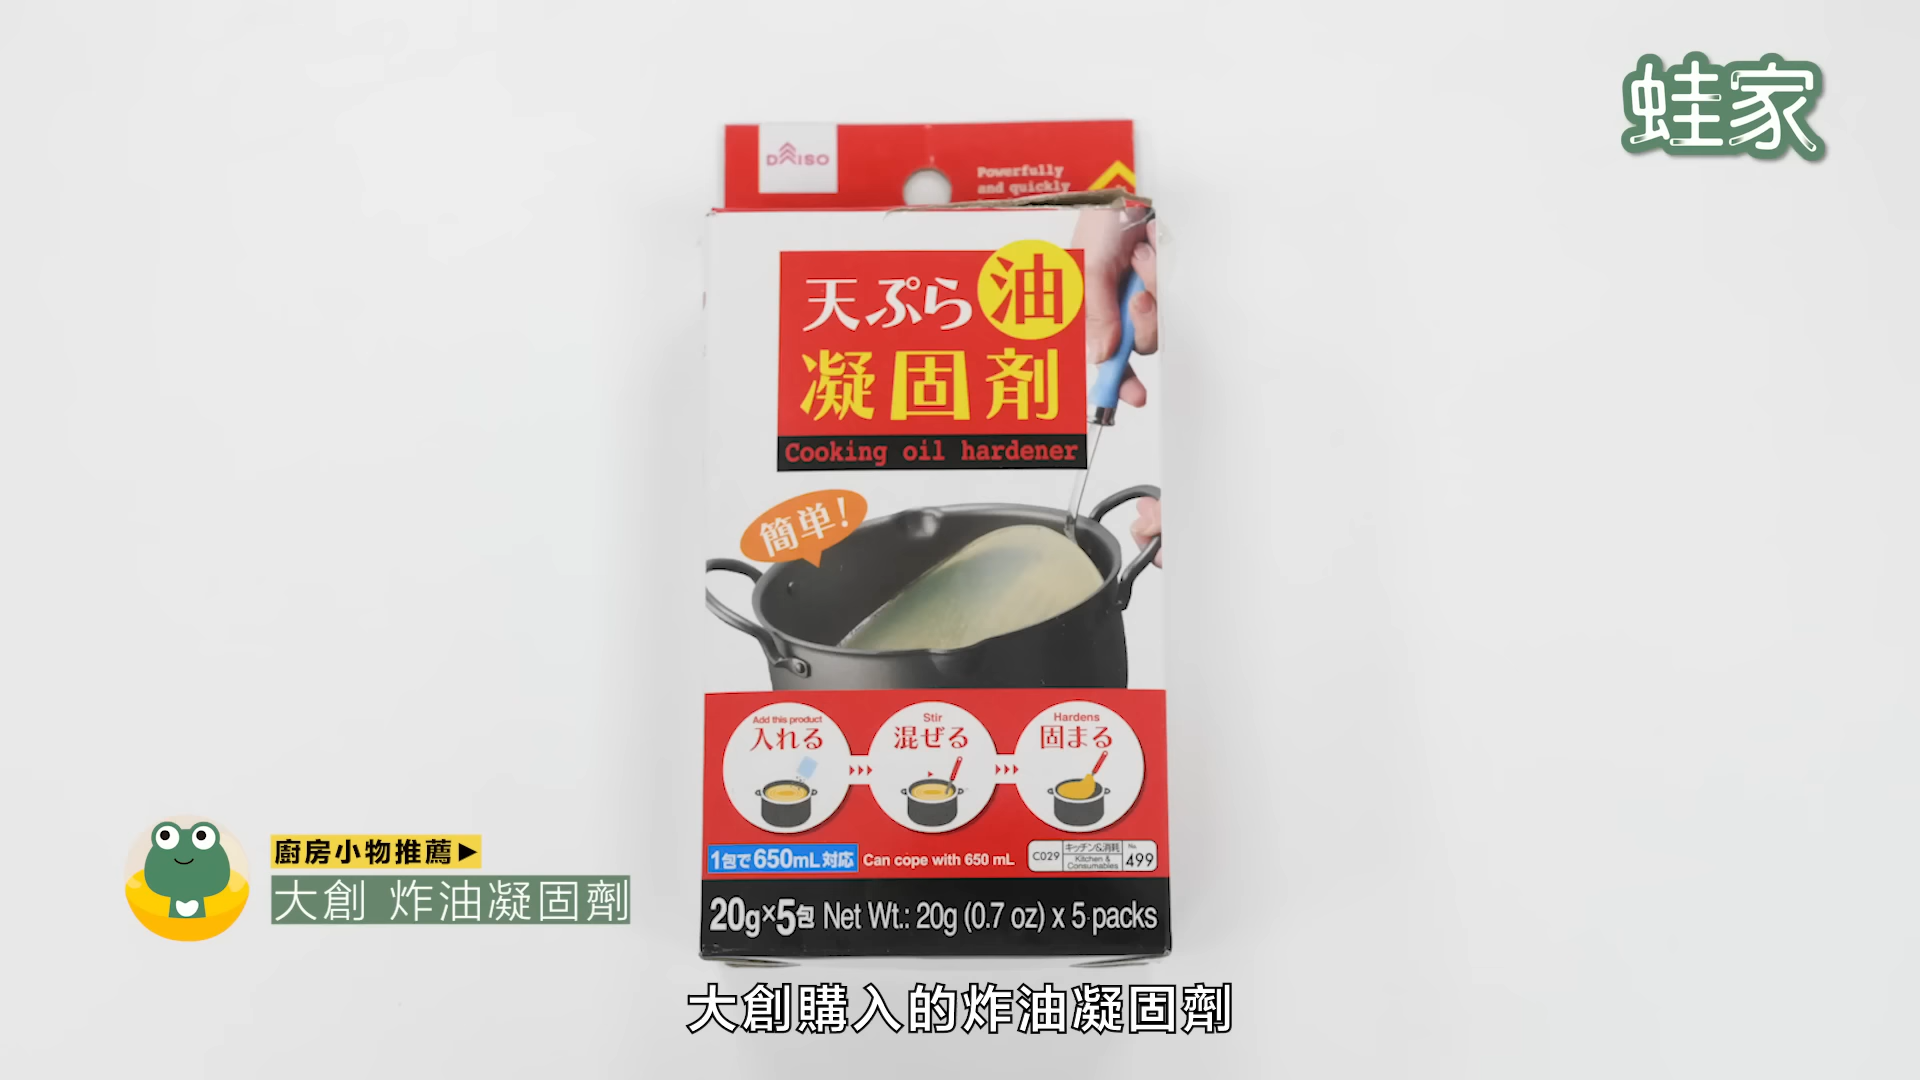 蛙家
DAISO
Powerfully
and quickly
天ぷら油
凝固剤
Cooking oil hardener
簡単！
Add this product
入れる
Stir
混ぜる
Hardens
固まる
1包で650mL対応 Can cope with 650 mL
C029
キッチン&消耗
Kitchen &
Consumables
No.
499
20g×5包 Net Wt.: 20g (0.7 oz) x 5 packs
廚房小物推薦▶
大創 炸油凝固劑
大創購入的炸油凝固劑